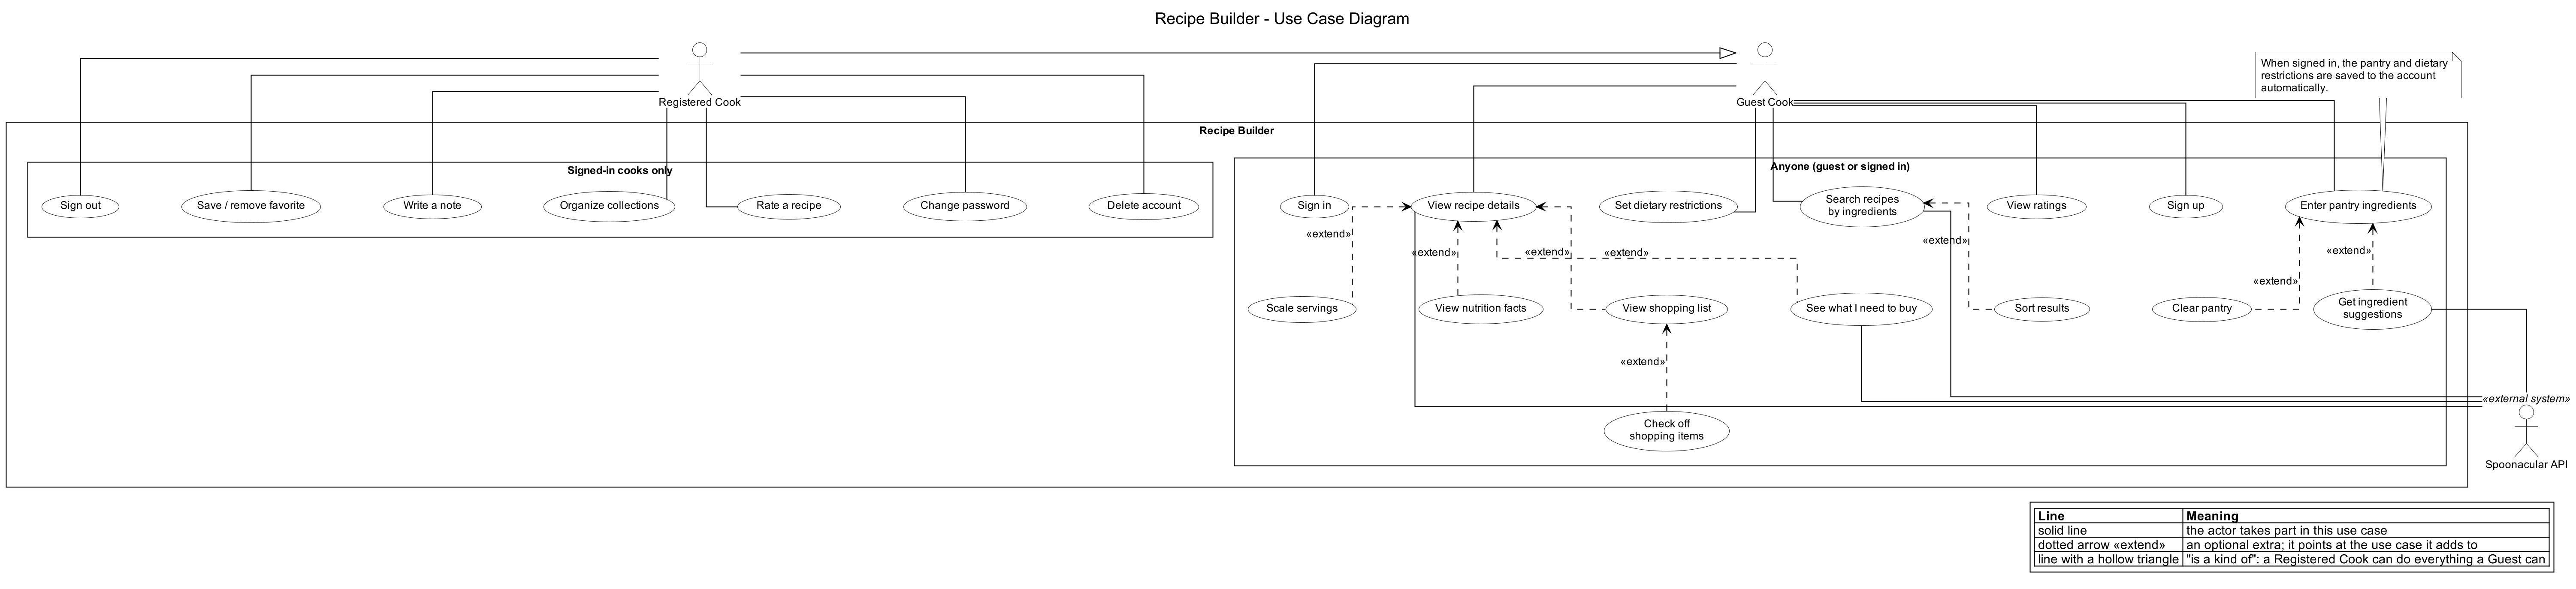 Recipe Builder - Use Case Diagram
Registered Cook
Guest Cook
When signed in, the pantry and dietary
restrictions are saved to the account
automatically.
Recipe Builder
Signed-in cooks only
Anyone (guest or signed in)
Sign out
Save / remove favorite
Write a note
Organize collections
Rate a recipe
Change password
Delete account
Sign in
View recipe details
Set dietary restrictions
Search recipes
by ingredients
View ratings
Sign up
Enter pantry ingredients
«extend»
«extend»
«extend»
«extend»
«extend»
«extend»
«extend»
Scale servings
View nutrition facts
View shopping list
See what I need to buy
Sort results
Clear pantry
Get ingredient
suggestions
«extend»
Check off
shopping items
«external system»
Spoonacular API
Line Meaning
solid line the actor takes part in this use case
dotted arrow «extend» an optional extra; it points at the use case it adds to
line with a hollow triangle "is a kind of": a Registered Cook can do everything a Guest can